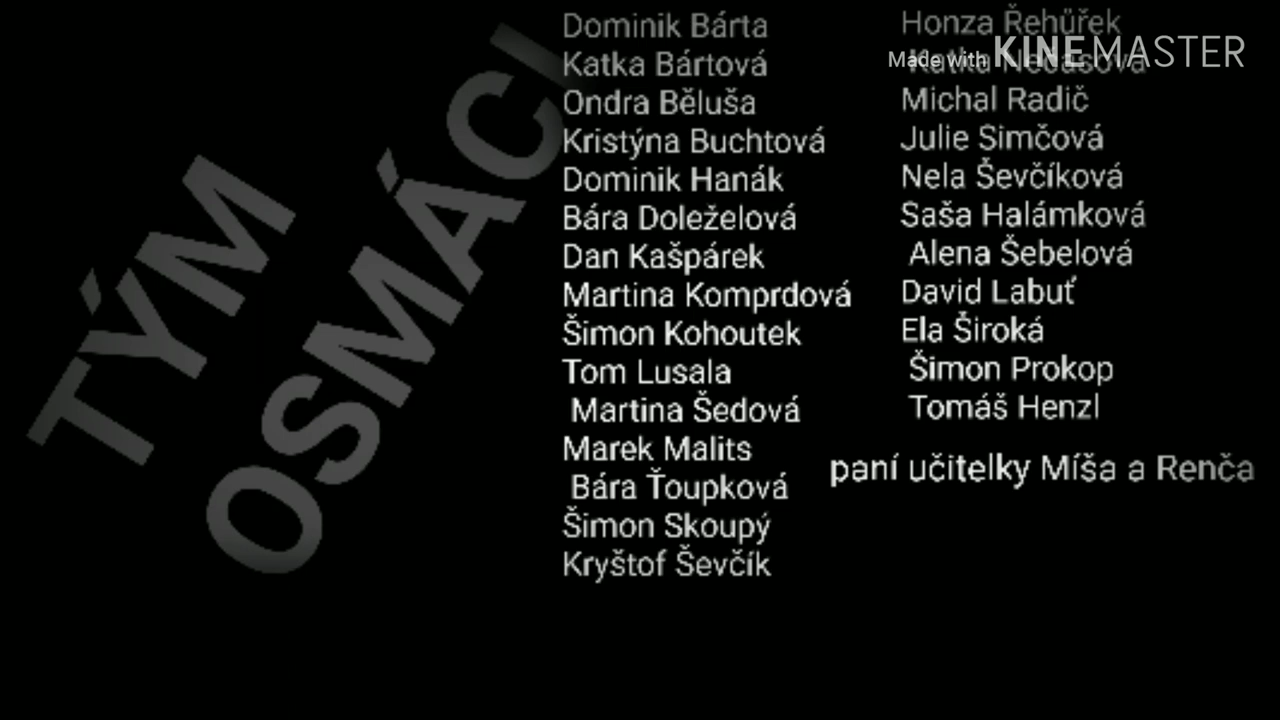 TÝM
OSMÁCI
Dominik Bárta
Katka Bártová
Ondra Běluša
Kristýna Buchtová
Dominik Hanák
Bára Doleželová
Dan Kašpárek
Martina Komprdová
Šimon Kohoutek
Tom Lusala
Martina Šedová
Marek Malits
Bára Ťoupková
Šimon Skoupý
Kryštof Ševčík
Honza Řehůřek
Made with KINEMASTER
Katka
Michal Radič
Julie Simčová
Nela Ševčíková
Saša Halámková
Alena Šebelová
David Labuť
Ela Široká
Šimon Prokop
Tomáš Henzl
paní učitelky Míša a Renča